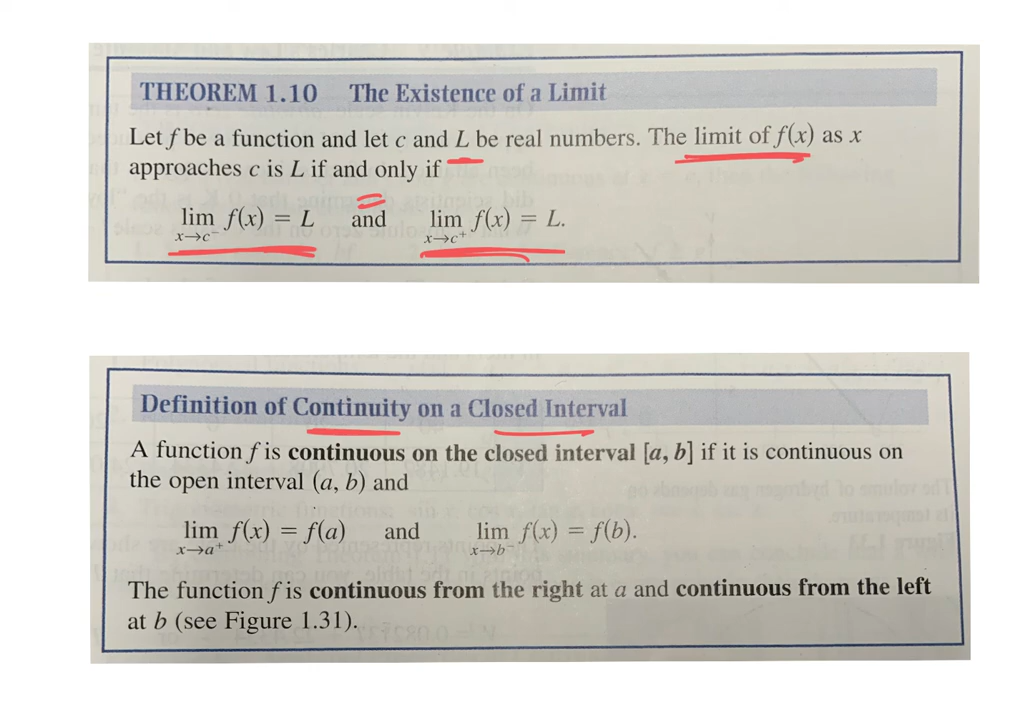 THEOREM 1.10 The Existence of a Limit
Let f be a function and let c and L be real numbers. The limit of f(x) as x
approaches c is L if and only if
lim f(x) = L and lim f(x) = L.
x→c⁻ x→c⁺
Definition of Continuity on a Closed Interval
A function f is continuous on the closed interval [a, b] if it is continuous on
the open interval (a, b) and
lim f(x) = f(a) and lim f(x) = f(b).
x→a⁺ x→b⁻
The function f is continuous from the right at a and continuous from the left
at b (see Figure 1.31).